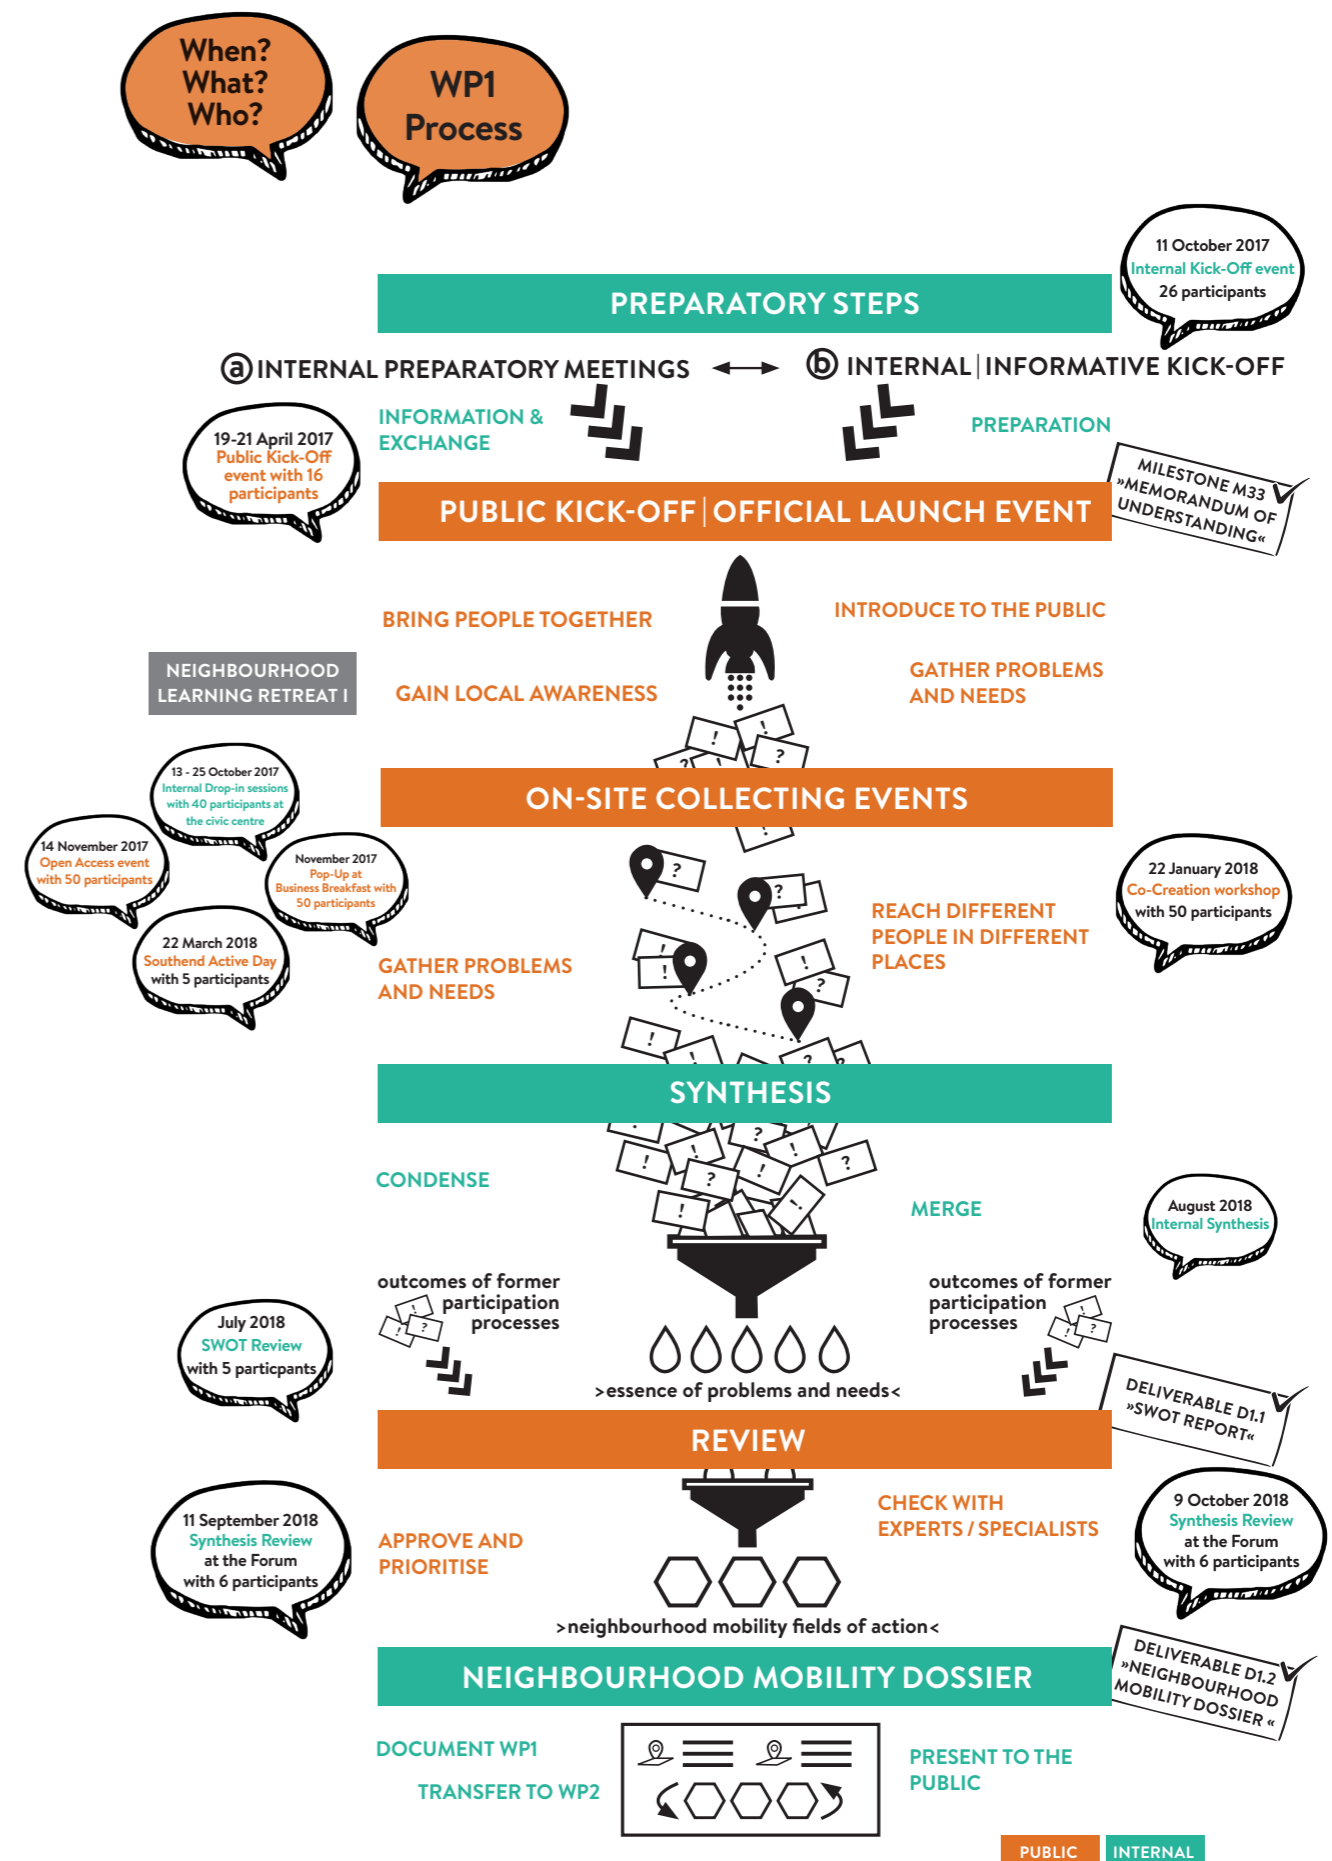 When?
What?
Who?
WP1
Process
11 October 2017
Internal Kick-Off event
26 participants
PREPARATORY STEPS
a INTERNAL PREPARATORY MEETINGS
b INTERNAL | INFORMATIVE KICK-OFF
INFORMATION &
EXCHANGE
PREPARATION
19-21 April 2017
Public Kick-Off
event with 16
participants
MILESTONE M33
»MEMORANDUM OF
UNDERSTANDING«
PUBLIC KICK-OFF | OFFICIAL LAUNCH EVENT
BRING PEOPLE TOGETHER
INTRODUCE TO THE PUBLIC
NEIGHBOURHOOD
LEARNING RETREAT I
GAIN LOCAL AWARENESS
GATHER PROBLEMS
AND NEEDS
! ! ?
? !
ON-SITE COLLECTING EVENTS
13 - 25 October 2017
Internal Drop-in sessions
with 40 participants at
the civic centre
14 November 2017
Open Access event
with 50 participants
November 2017
Pop-Up at
Business Breakfast with
50 participants
22 March 2018
Southend Active Day
with 5 participants
22 January 2018
Co-Creation workshop
with 50 participants
!
?
?
REACH DIFFERENT
PEOPLE IN DIFFERENT
PLACES
GATHER PROBLEMS
AND NEEDS
!
!
?
! ! ? ?
SYNTHESIS
? ! !
! ? ! ?
! !
CONDENSE
MERGE
August 2018
Internal Synthesis
outcomes of former
participation
processes
! ! ?
outcomes of former
participation
processes
! ! ?
July 2018
SWOT Review
with 5 particpants
>essence of problems and needs<
DELIVERABLE D1.1
»SWOT REPORT«
REVIEW
11 September 2018
Synthesis Review
at the Forum
with 6 participants
APPROVE AND
PRIORITISE
CHECK WITH
EXPERTS / SPECIALISTS
9 October 2018
Synthesis Review
at the Forum
with 6 participants
>neighbourhood mobility fields of action<
NEIGHBOURHOOD MOBILITY DOSSIER
DELIVERABLE D1.2
»NEIGHBOURHOOD
MOBILITY DOSSIER «
DOCUMENT WP1
TRANSFER TO WP2
PRESENT TO THE
PUBLIC
PUBLIC
INTERNAL